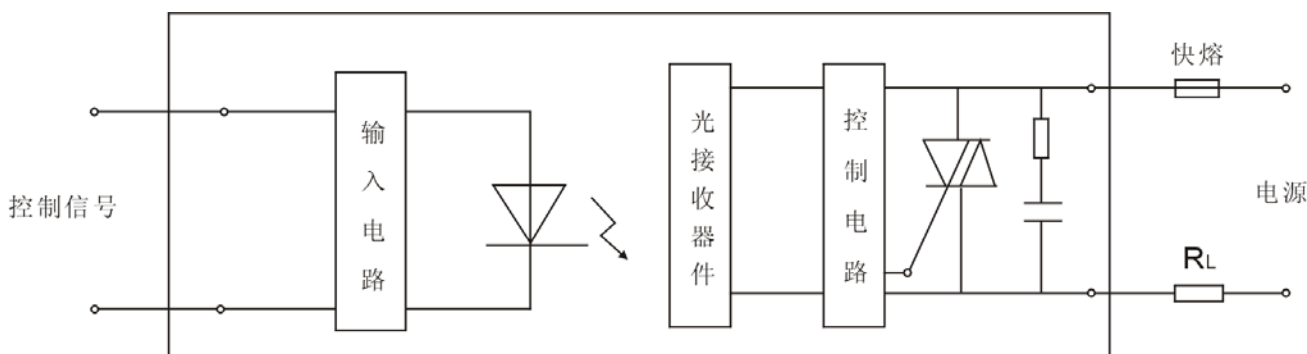 控制信号
输入电路
光接收器件
控制电路
快熔
电源
RL